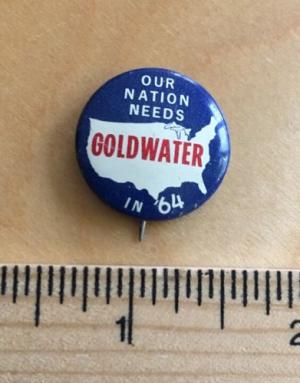 OUR
NATION
NEEDS
GOLDWATER
IN '64
1
2